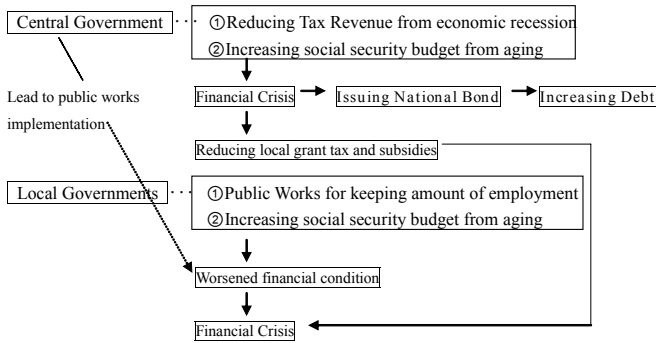 Central Government
①Reducing Tax Revenue from economic recession
②Increasing social security budget from aging
Lead to public works
implementation
Financial Crisis
Issuing National Bond
Increasing Debt
Reducing local grant tax and subsidies
Local Governments
①Public Works for keeping amount of employment
②Increasing social security budget from aging
Worsened financial condition
Financial Crisis